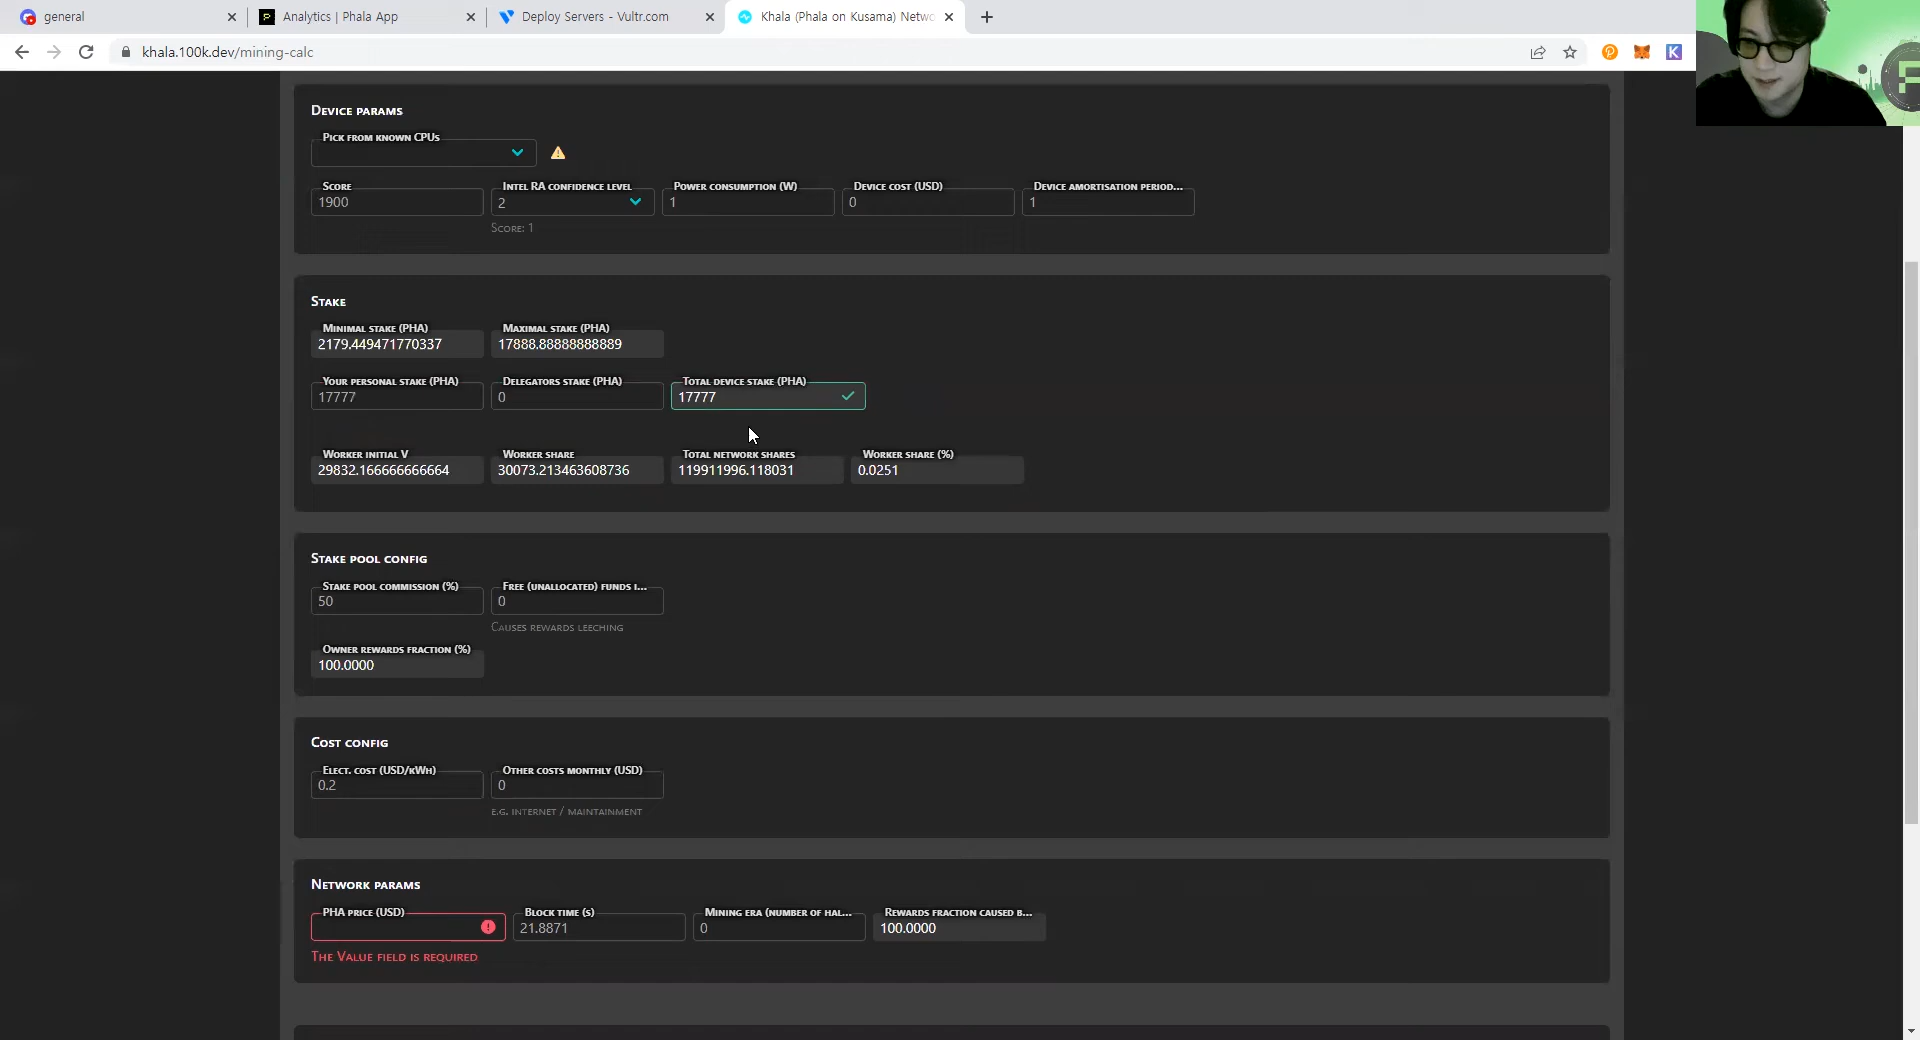 general
Analytics | Phala App
Deploy Servers - Vultr.com
Khala (Phala on Kusama) Netwo
khala.100k.dev/mining-calc
Device params
Pick from known CPUs
Score
Intel RA confidence level
Power consumption (W)
Device cost (USD)
Device amortisation period...
1900
2
1
0
1
Score: 1
Stake
Minimal stake (PHA)
Maximal stake (PHA)
2179.449471770337
17888.88888888889
Your personal stake (PHA)
Delegators stake (PHA)
Total device stake (PHA)
17777
0
17777
Worker initial V
Worker share
Total network shares
Worker share (%)
29832.166666666664
30073.213463608736
119911996.118031
0.0251
Stake pool config
Stake pool commission (%)
Free (unallocated) funds i...
50
0
Causes rewards leeching
Owner rewards fraction (%)
100.0000
Cost config
Elect. cost (USD/kWh)
Other costs monthly (USD)
0.2
0
e.g. internet / maintainment
Network params
PHA price (USD)
Block time (s)
Mining era (number of hal...
Rewards fraction caused b...
21.8871
0
100.0000
The Value field is required